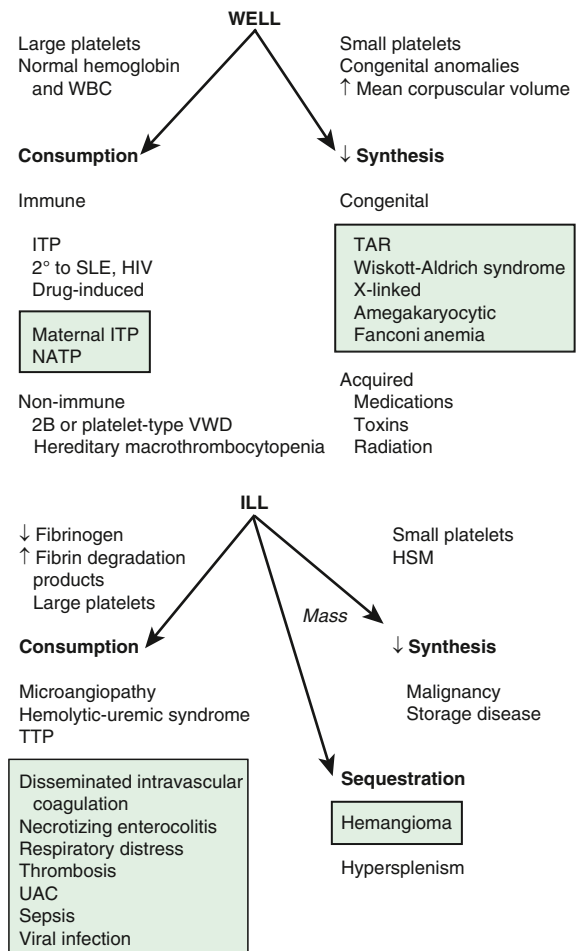 WELL
Large platelets
Normal hemoglobin
and WBC
Small platelets
Congenital anomalies
↑ Mean corpuscular volume
Consumption
Immune
ITP
2° to SLE, HIV
Drug-induced
Maternal ITP
NATP
Non-immune
2B or platelet-type VWD
Hereditary macrothrombocytopenia
↓ Synthesis
Congenital
TAR
Wiskott-Aldrich syndrome
X-linked
Amegakaryocytic
Fanconi anemia
Acquired
Medications
Toxins
Radiation
ILL
↓ Fibrinogen
↑ Fibrin degradation
products
Large platelets
Small platelets
HSM
Mass
Consumption
Microangiopathy
Hemolytic-uremic syndrome
TTP
Disseminated intravascular
coagulation
Necrotizing enterocolitis
Respiratory distress
Thrombosis
UAC
Sepsis
Viral infection
↓ Synthesis
Malignancy
Storage disease
Sequestration
Hemangioma
Hypersplenism